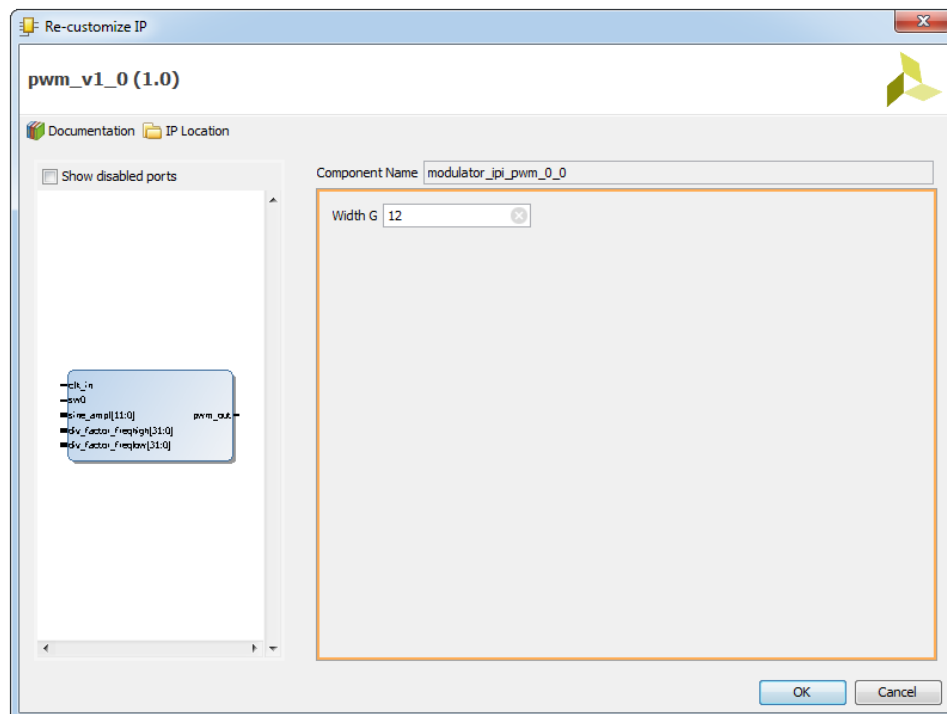 Re-customize IP
pwm_v1_0 (1.0)
Documentation IP Location
Show disabled ports
Component Name modulator_ipi_pwm_0_0
Width G 12
clk_in
sw0
sine_ampl[11:0] pwm_out
div_factor_freqhigh[31:0]
div_factor_freqlow[31:0]
OK Cancel